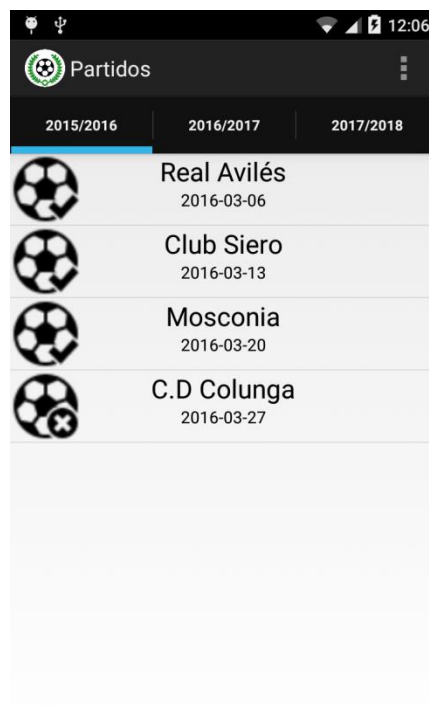 12:06
Partidos
2015/2016 2016/2017 2017/2018
Real Avilés
2016-03-06
Club Siero
2016-03-13
Mosconia
2016-03-20
C.D Colunga
2016-03-27